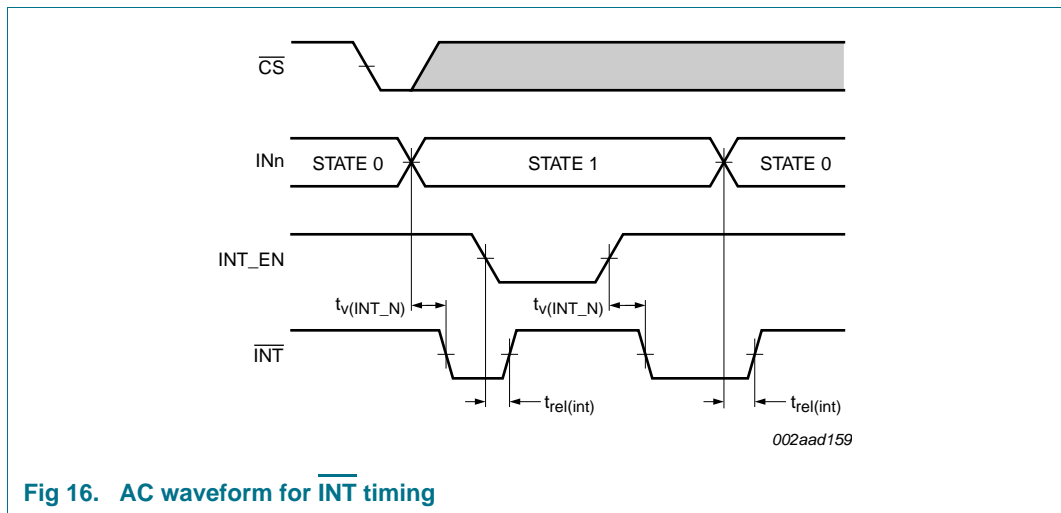 CS
INn STATE 0 STATE 1 STATE 0
INT_EN
tv(INT_N) tv(INT_N)
INT
trel(int) trel(int)
002aad159
Fig 16. AC waveform for INT timing